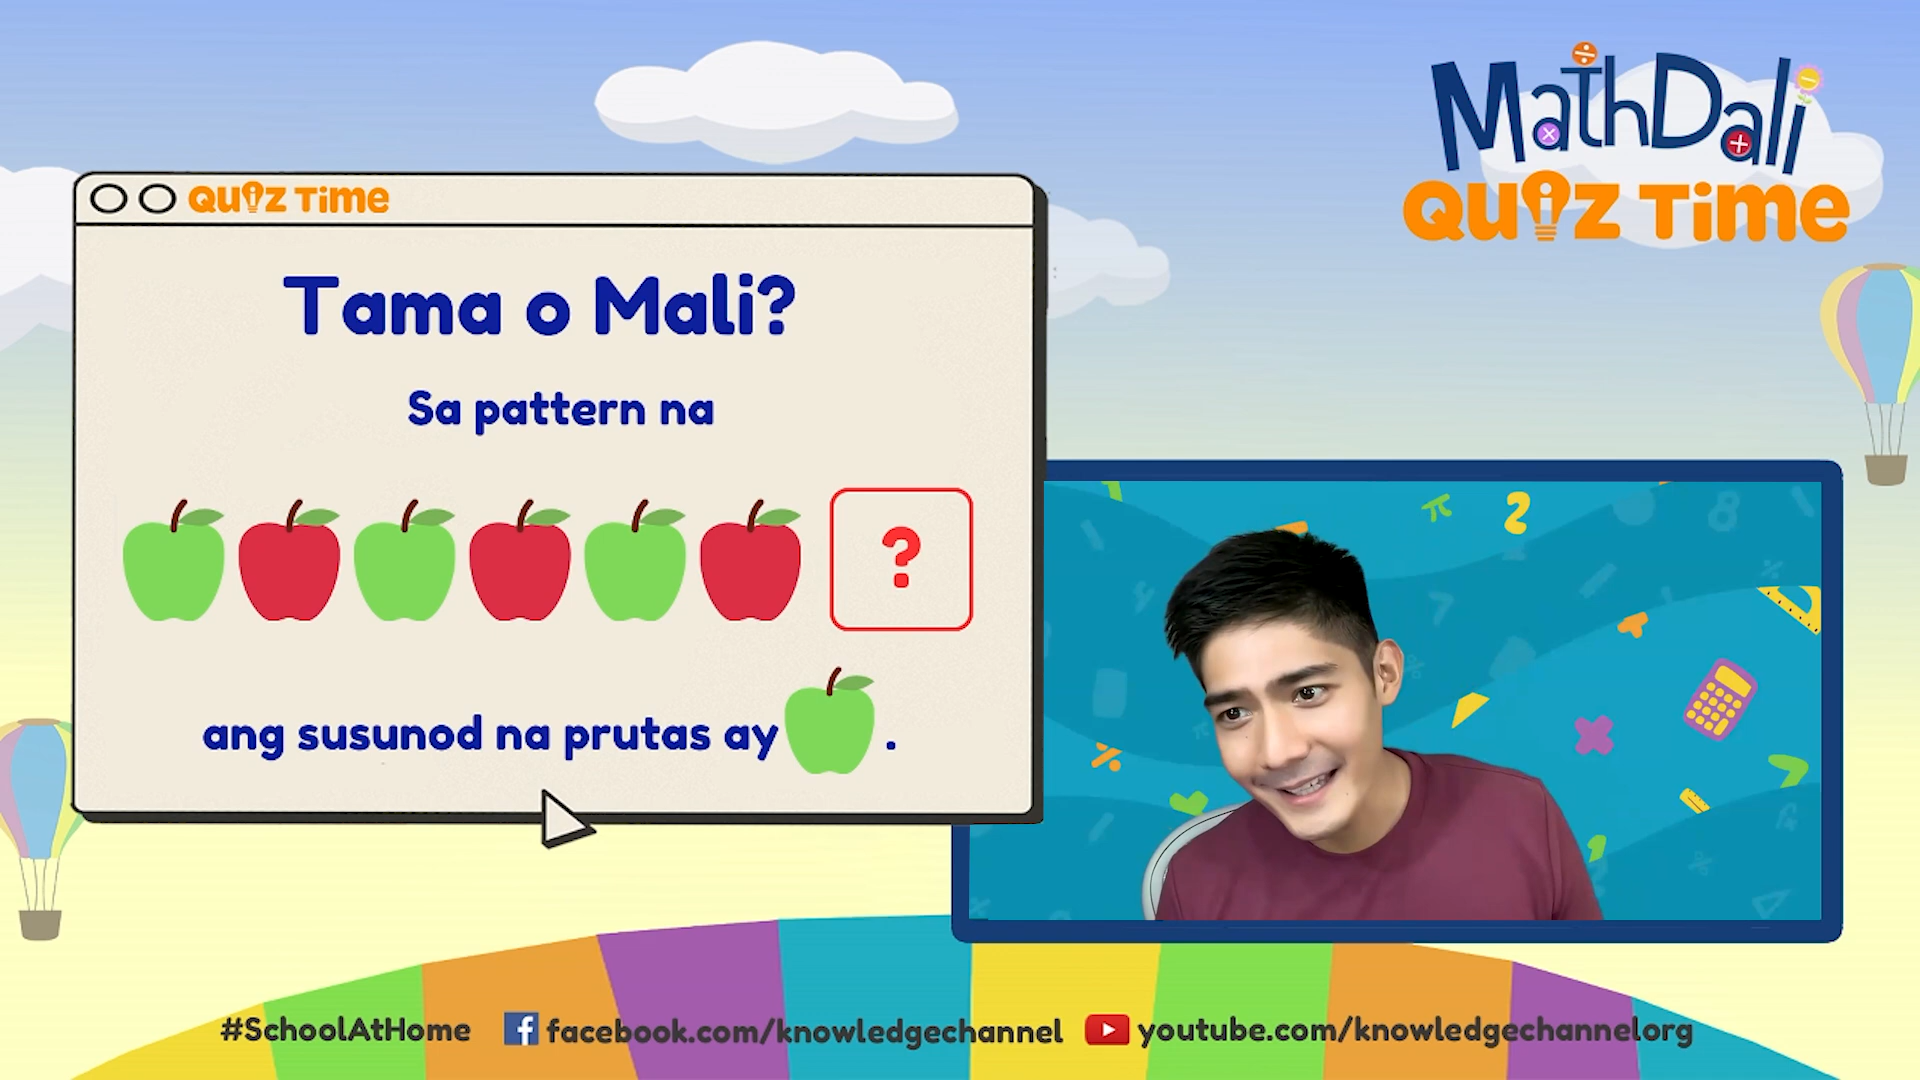 MathDali
QUIZ TIME
QUIZ TIME
Tama o Mali?
Sa pattern na
?
ang susunod na prutas ay .
#SchoolAtHome facebook.com/knowledgechannel youtube.com/knowledgechannelorg